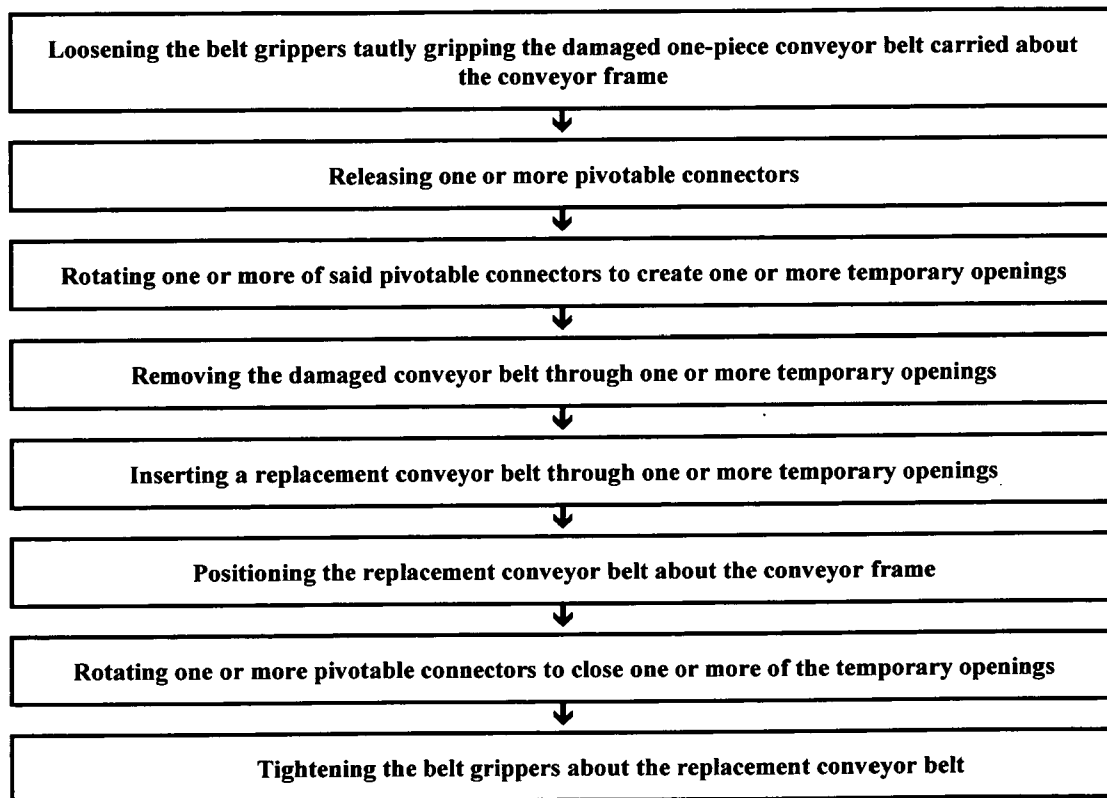 Loosening the belt grippers tautly gripping the damaged one-piece conveyor belt carried about
the conveyor frame
Releasing one or more pivotable connectors
Rotating one or more of said pivotable connectors to create one or more temporary openings
Removing the damaged conveyor belt through one or more temporary openings
Inserting a replacement conveyor belt through one or more temporary openings
Positioning the replacement conveyor belt about the conveyor frame
Rotating one or more pivotable connectors to close one or more of the temporary openings
Tightening the belt grippers about the replacement conveyor belt